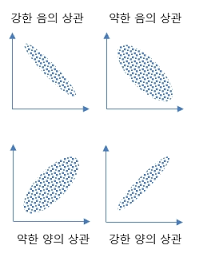 강한 음의 상관
약한 음의 상관
약한 양의 상관
강한 양의 상관